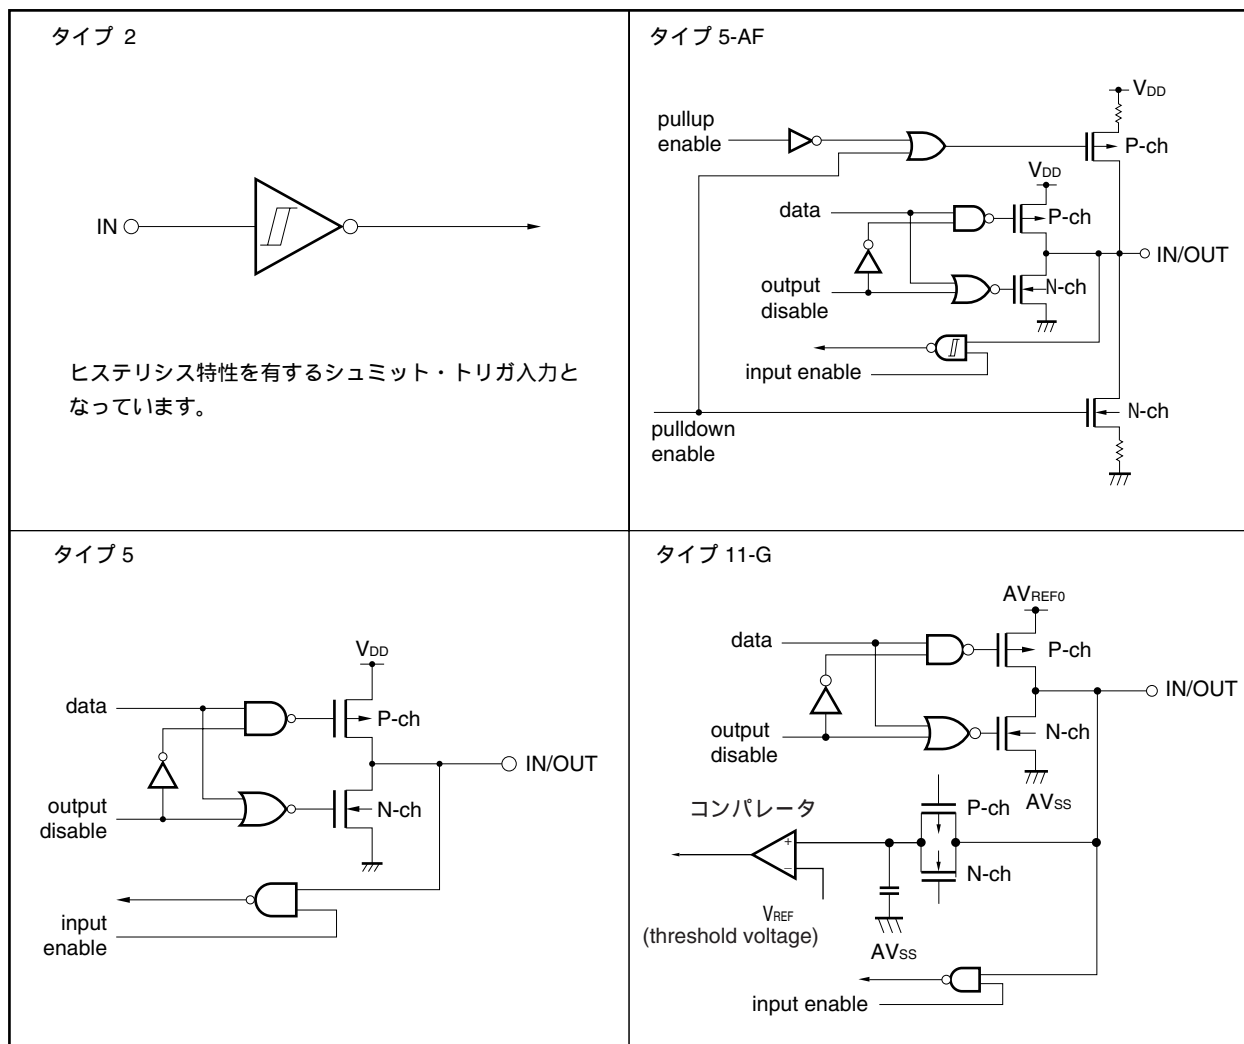 タイプ 2
IN
ヒステリシス特性を有するシュミット・トリガ入力と
なっています。
タイプ 5-AF
VDD
pullup
enable
P-ch
VDD
data
P-ch
IN/OUT
output
disable
N-ch
input enable
N-ch
pulldown
enable
タイプ 5
VDD
data
P-ch
IN/OUT
output
disable
N-ch
input
enable
タイプ 11-G
AVREF0
data
P-ch
IN/OUT
output
disable
N-ch
AVSS
コンパレータ
P-ch
+
−
N-ch
VREF
(threshold voltage)
AVSS
input enable